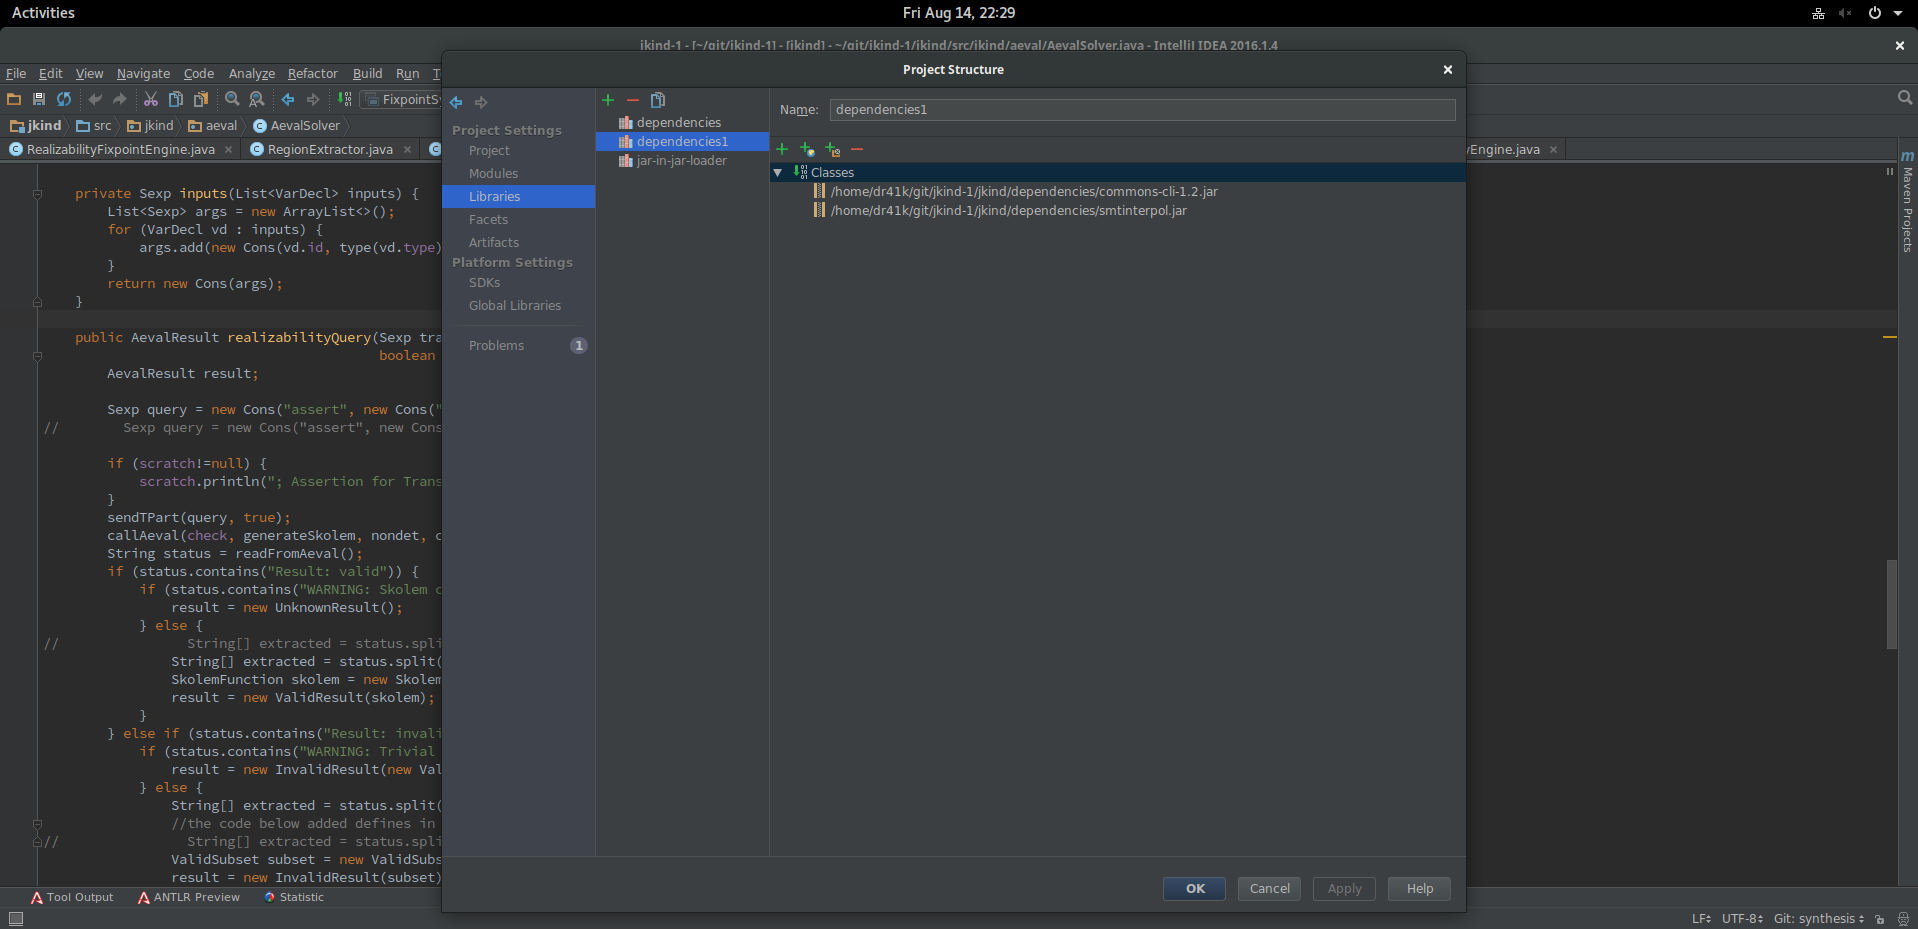 Activities
Fri Aug 14, 22:29
jkind-1 - [~/git/jkind-1] - [jkind] - ~/git/jkind-1/jkind/src/jkind/aeval/AevalSolver.java - IntelliJ IDEA 2016.1.4
File Edit View Navigate Code Analyze Refactor Build Run T
FixpointSy
jkind src jkind aeval AevalSolver
RealizabilityFixpointEngine.java RegionExtractor.java
yEngine.java
private Sexp inputs(List<VarDecl> inputs) {
List<Sexp> args = new ArrayList<>();
for (VarDecl vd : inputs) {
args.add(new Cons(vd.id, type(vd.type)
}
return new Cons(args);
}
public AevalResult realizabilityQuery(Sexp tra
boolean
AevalResult result;
Sexp query = new Cons("assert", new Cons("
// Sexp query = new Cons("assert", new Cons
if (scratch!=null) {
scratch.println("; Assertion for Trans
}
sendTPart(query, true);
callAeval(check, generateSkolem, nondet, c
String status = readFromAeval();
if (status.contains("Result: valid")) {
if (status.contains("WARNING: Skolem c
result = new UnknownResult();
} else {
// String[] extracted = status.spli
String[] extracted = status.split(
SkolemFunction skolem = new Skolem
result = new ValidResult(skolem);
}
} else if (status.contains("Result: invali
if (status.contains("WARNING: Trivial
result = new InvalidResult(new Val
} else {
String[] extracted = status.split(
//the code below added defines in
// String[] extracted = status.spli
ValidSubset subset = new ValidSubs
result = new InvalidResult(subset)
Project Structure
Project Settings
Project
Modules
Libraries
Facets
Artifacts
Platform Settings
SDKs
Global Libraries
Problems 1
dependencies
dependencies1
jar-in-jar-loader
Name: dependencies1
Classes
/home/dr41k/git/jkind-1/jkind/dependencies/commons-cli-1.2.jar
/home/dr41k/git/jkind-1/jkind/dependencies/smtinterpol.jar
OK Cancel Apply Help
m Maven Projects
Tool Output ANTLR Preview Statistic
LF UTF-8 Git: synthesis